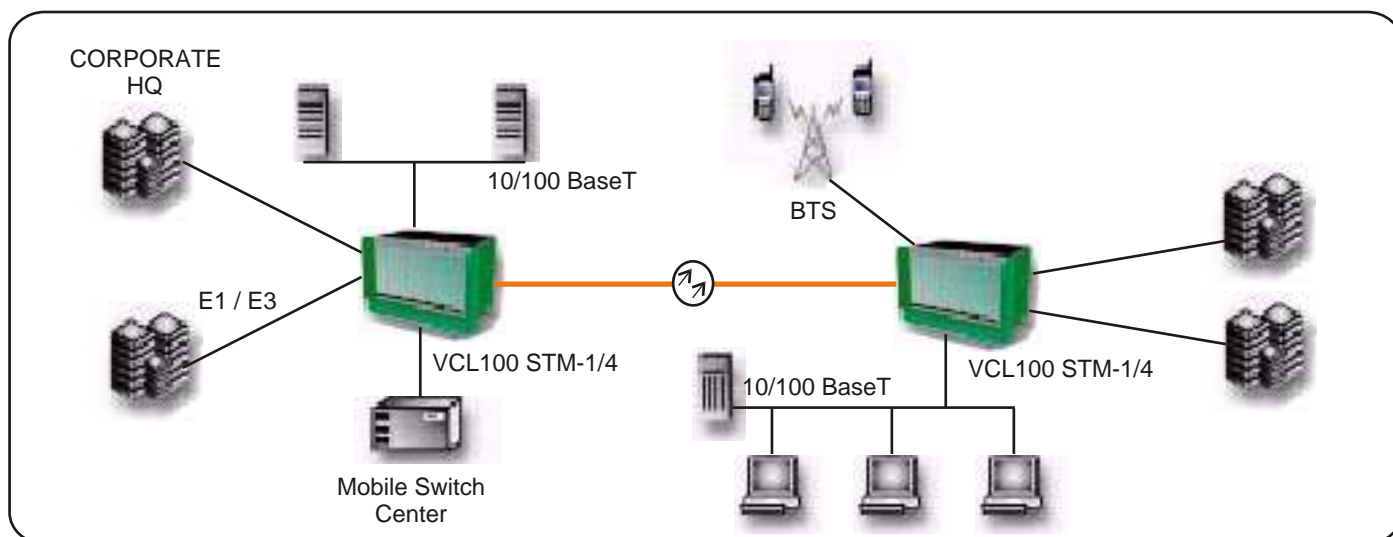 CORPORATE
HQ
10/100 BaseT
BTS
E1 / E3
VCL100 STM-1/4
VCL100 STM-1/4
10/100 BaseT
Mobile Switch
Center